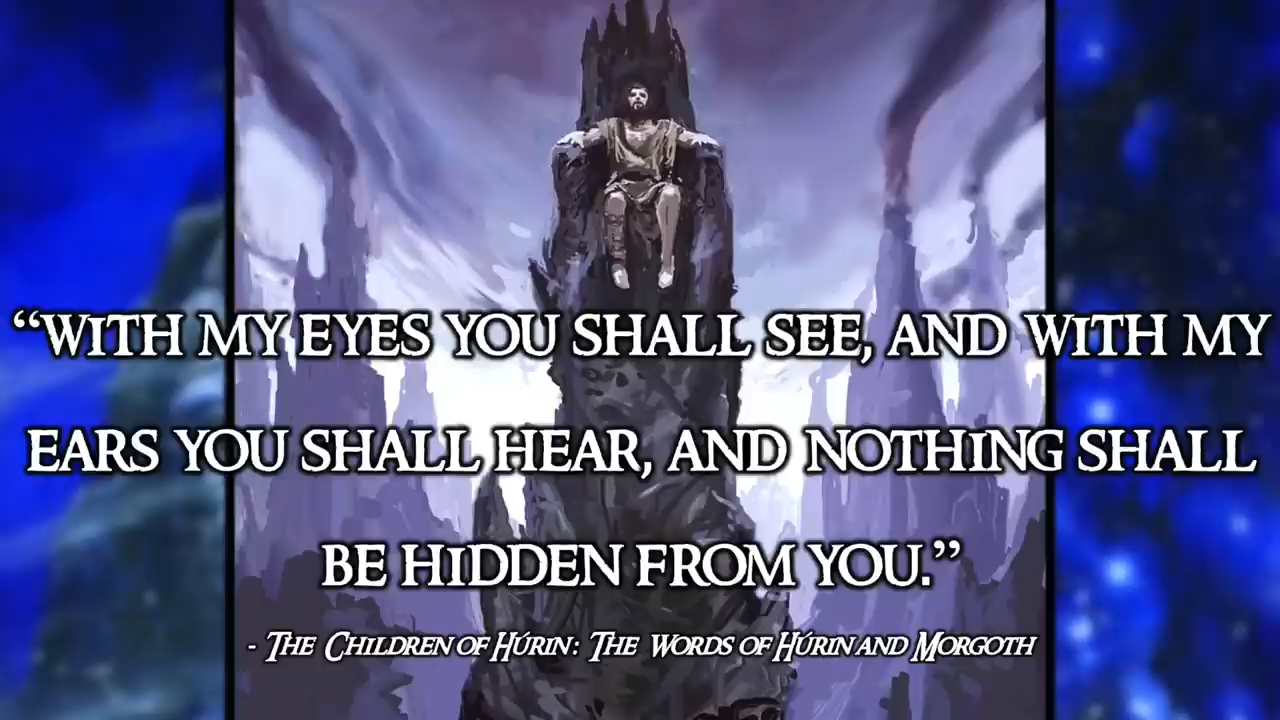 “WITH MY EYES YOU SHALL SEE, AND WITH MY
EARS YOU SHALL HEAR, AND NOTHING SHALL
BE HIDDEN FROM YOU.”
- THE CHILDREN OF HÚRIN: THE WORDS OF HÚRIN AND MORGOTH